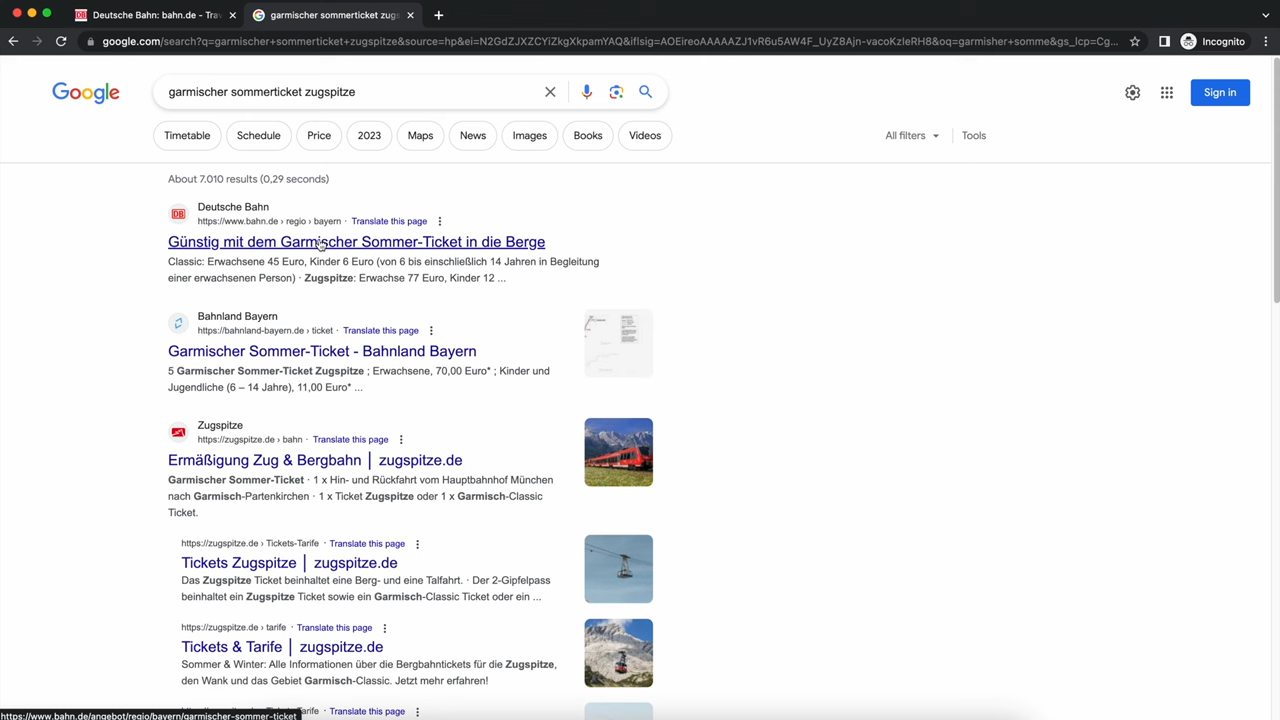 Deutsche Bahn: bahn.de - Trav
garmischer sommerticket zugs
google.com/search?q=garmischer+sommerticket+zugspitze&source=hp&ei=N2GdZJXZCYiZkgXkpamYAQ&iflsig=AOEireoAAAAAZJ1vR6u5AW4F_UyZ8Ajn-vacoKzIeRH8&oq=garmisher+somme&gs_lcp=Cg...
Incognito
Google
garmischer sommerticket zugspitze
Sign in
Timetable
Schedule
Price
2023
Maps
News
Images
Books
Videos
All filters
Tools
About 7.010 results (0,29 seconds)
DB
Deutsche Bahn
https://www.bahn.de › regio › bayern · Translate this page
Günstig mit dem Garmischer Sommer-Ticket in die Berge
Classic: Erwachsene 45 Euro, Kinder 6 Euro (von 6 bis einschließlich 14 Jahren in Begleitung
einer erwachsenen Person) · Zugspitze: Erwachse 77 Euro, Kinder 12 ...
Bahnland Bayern
https://bahnland-bayern.de › ticket · Translate this page
Garmischer Sommer-Ticket - Bahnland Bayern
5 Garmischer Sommer-Ticket Zugspitze ; Erwachsene, 70,00 Euro* ; Kinder und
Jugendliche (6 – 14 Jahre), 11,00 Euro* ...
Zugspitze
https://zugspitze.de › bahn · Translate this page
Ermäßigung Zug & Bergbahn | zugspitze.de
Garmischer Sommer-Ticket · 1 x Hin- und Rückfahrt vom Hauptbahnhof München
nach Garmisch-Partenkirchen · 1 x Ticket Zugspitze oder 1 x Garmisch-Classic
Ticket.
https://zugspitze.de › Tickets-Tarife · Translate this page
Tickets Zugspitze | zugspitze.de
Das Zugspitze Ticket beinhaltet eine Berg- und eine Talfahrt. · Der 2-Gipfelpass
beinhaltet ein Zugspitze Ticket sowie ein Garmisch-Classic Ticket oder ein ...
https://zugspitze.de › tarife · Translate this page
Tickets & Tarife | zugspitze.de
Sommer & Winter: Alle Informationen über die Bergbahntickets für die Zugspitze,
den Wank und das Gebiet Garmisch-Classic. Jetzt mehr erfahren!
Tickets-Tarife · Translate this page
https://www.bahn.de/angebot/regio/bayern/garmischer-sommer-ticket